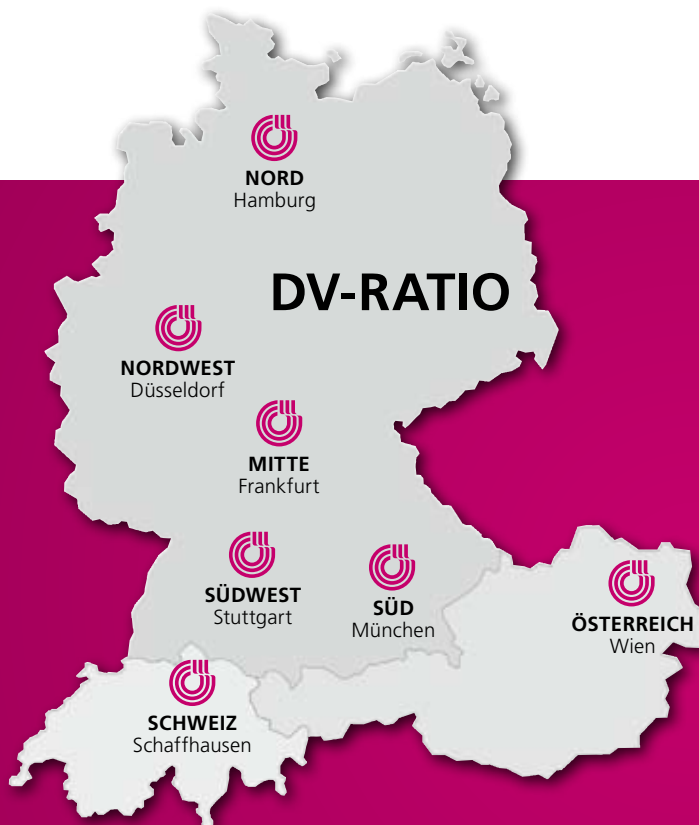 NORD
Hamburg
DV-RATIO
NORDWEST
Düsseldorf
MITTE
Frankfurt
SÜDWEST
Stuttgart
SÜD
München
ÖSTERREICH
Wien
SCHWEIZ
Schaffhausen